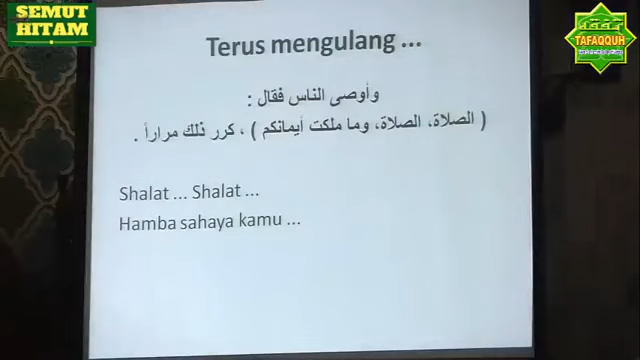 SEMUT
HITAM
TAFAQQUH
Terus mengulang ...
وأوصى الناس فقال :
( الصلاة، الصلاة، وما ملكت أيمانكم ) ، كرر ذلك مراراً .
Shalat ... Shalat ...
Hamba sahaya kamu ...